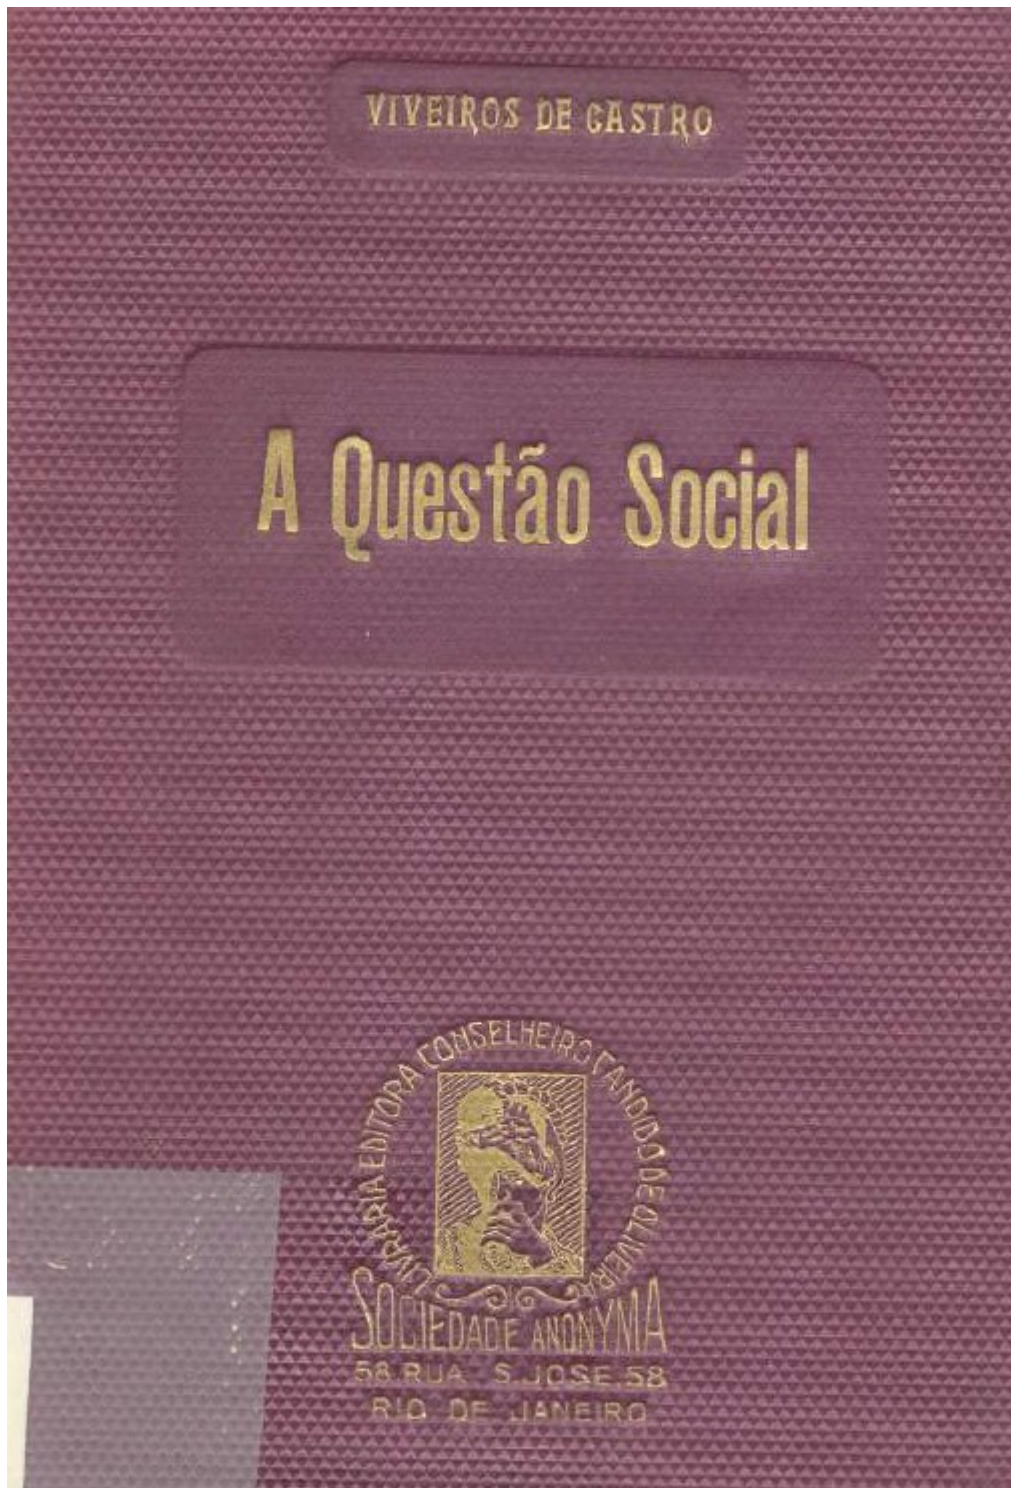 VIVEIROS DE CASTRO
A Questão Social
LIVRARIA EDITORA CONSELHEIRO CANDIDO DE OLIVEIRA
SOCIEDADE ANONYMA
58 RUA S. JOSE 58
RIO DE JANEIRO